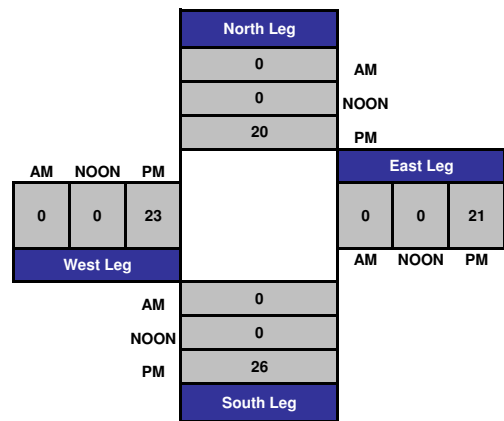 North Leg
0
AM
0
NOON
20
PM
AM NOON PM
East Leg
0 0 23
0 0 21
West Leg
AM NOON PM
AM
0
NOON
0
PM
26
South Leg